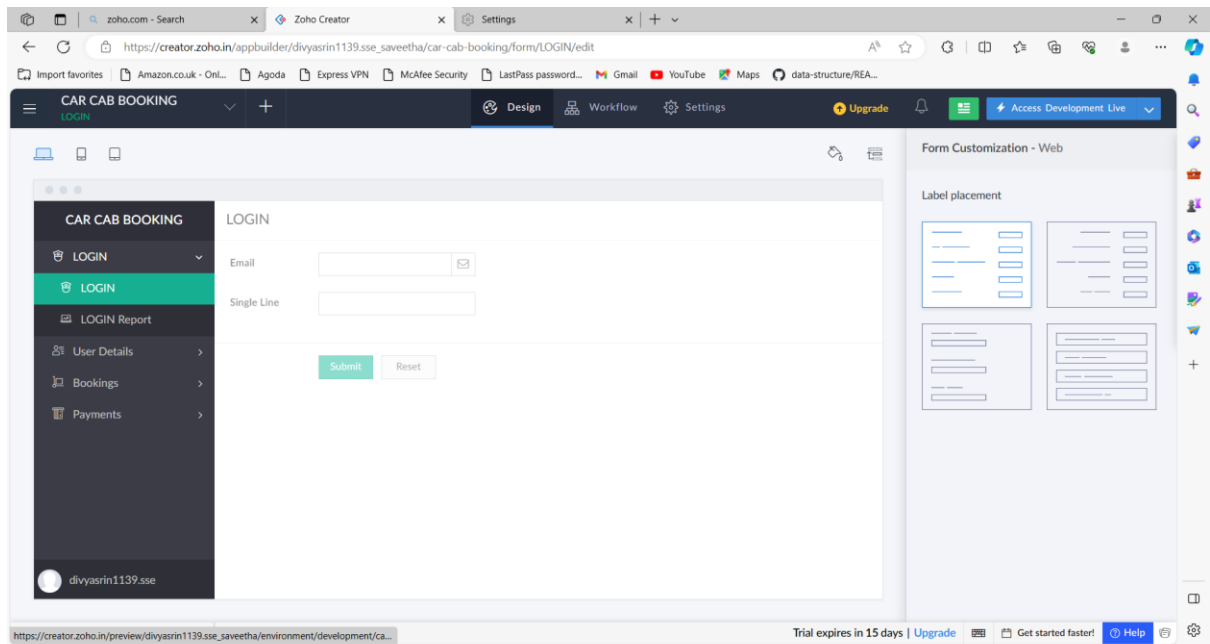 zoho.com - Search
Zoho Creator
Settings
https://creator.zoho.in/appbuilder/divyasrin1139.sse_saveetha/car-cab-booking/form/LOGIN/edit
Import favorites
Amazon.co.uk - Onl...
Agoda
Express VPN
McAfee Security
LastPass password...
Gmail
YouTube
Maps
data-structure/REA...
CAR CAB BOOKING
LOGIN
Design
Workflow
Settings
Upgrade
Access Development Live
Form Customization - Web
Label placement
CAR CAB BOOKING
LOGIN
LOGIN
LOGIN Report
User Details
Bookings
Payments
divyasrin1139.sse
LOGIN
Email
Single Line
Submit
Reset
https://creator.zoho.in/preview/divyasrin1139.sse_saveetha/environment/development/ca...
Trial expires in 15 days | Upgrade
Get started faster!
Help